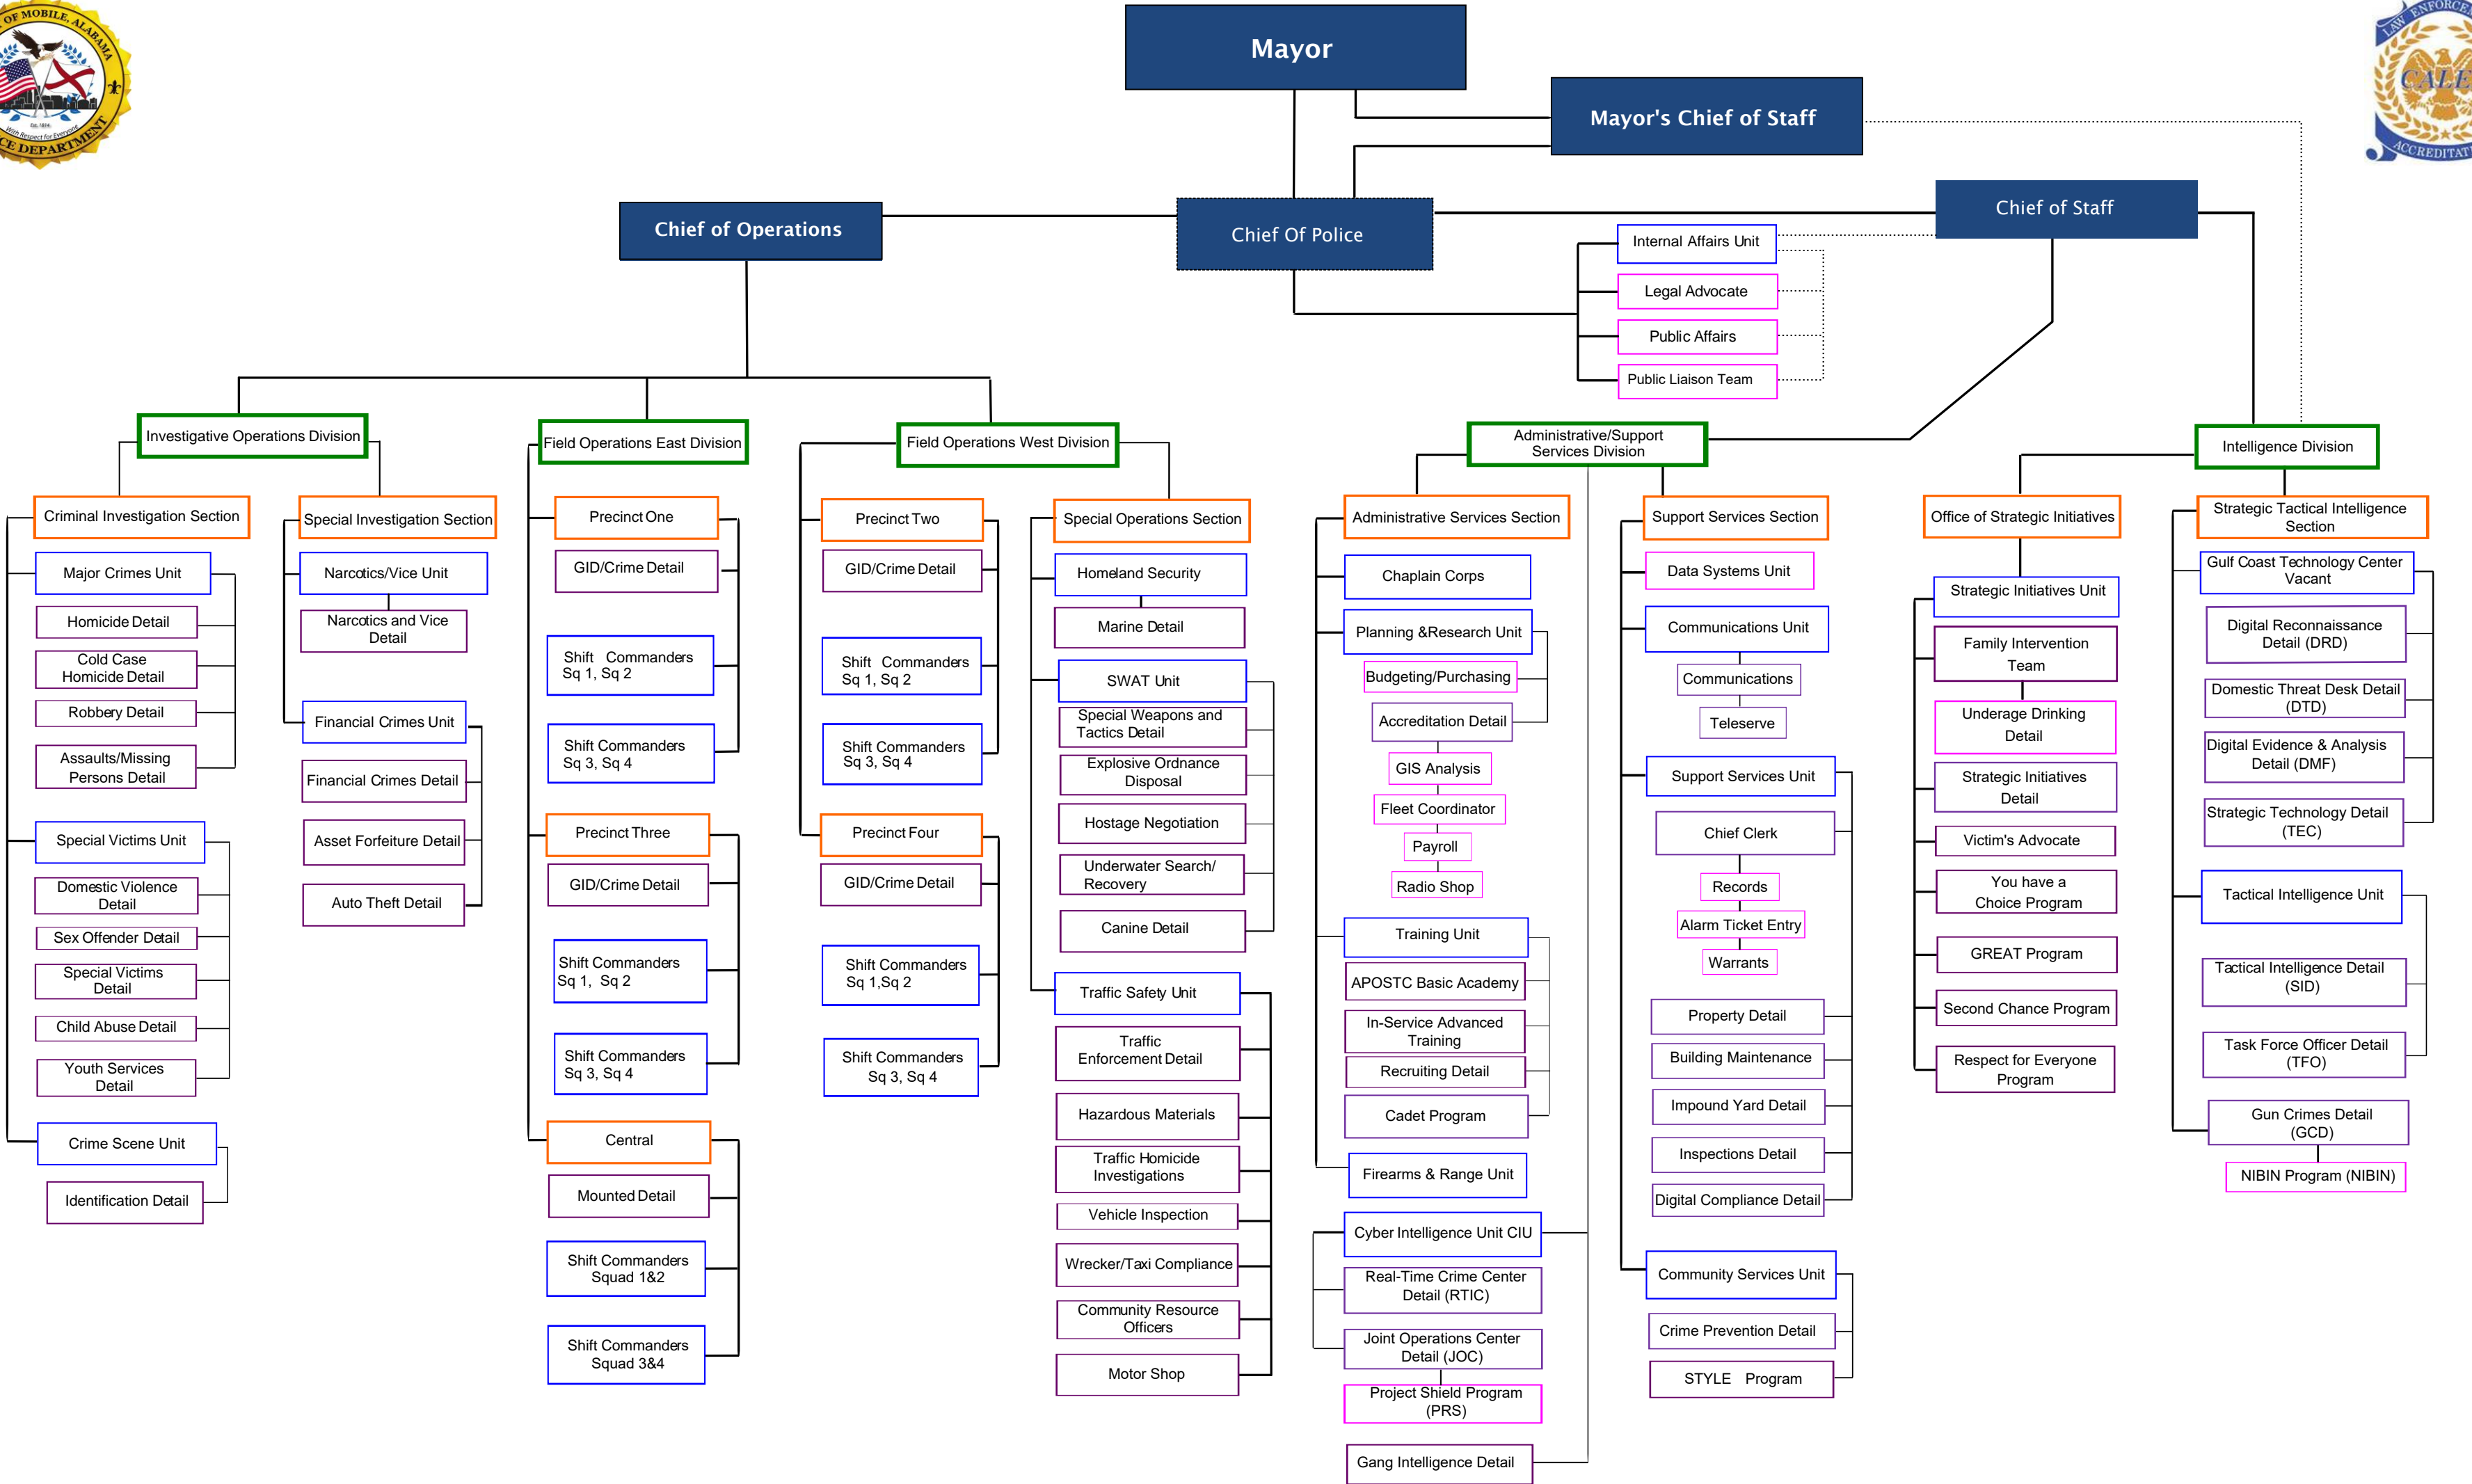 OF MOBILE, ALABAMA
Est. 1814
With Respect for Everyone
CE DEPARTMENT
LAW ENFORCEM
CALE
ACCREDITAT
Mayor
Mayor's Chief of Staff
Chief of Operations
Chief Of Police
Chief of Staff
Internal Affairs Unit
Legal Advocate
Public Affairs
Public Liaison Team
Investigative Operations Division
Field Operations East Division
Field Operations West Division
Administrative/Support
Services Division
Intelligence Division
Criminal Investigation Section
Major Crimes Unit
Homicide Detail
Cold Case
Homicide Detail
Robbery Detail
Assaults/Missing
Persons Detail
Special Victims Unit
Domestic Violence
Detail
Sex Offender Detail
Special Victims
Detail
Child Abuse Detail
Youth Services
Detail
Crime Scene Unit
Identification Detail
Special Investigation Section
Narcotics/Vice Unit
Narcotics and Vice
Detail
Financial Crimes Unit
Financial Crimes Detail
Asset Forfeiture Detail
Auto Theft Detail
Precinct One
GID/Crime Detail
Shift Commanders
Sq 1, Sq 2
Shift Commanders
Sq 3, Sq 4
Precinct Three
GID/Crime Detail
Shift Commanders
Sq 1, Sq 2
Shift Commanders
Sq 3, Sq 4
Central
Mounted Detail
Shift Commanders
Squad 1&2
Shift Commanders
Squad 3&4
Precinct Two
GID/Crime Detail
Shift Commanders
Sq 1, Sq 2
Shift Commanders
Sq 3, Sq 4
Precinct Four
GID/Crime Detail
Shift Commanders
Sq 1,Sq 2
Shift Commanders
Sq 3, Sq 4
Special Operations Section
Homeland Security
Marine Detail
SWAT Unit
Special Weapons and
Tactics Detail
Explosive Ordnance
Disposal
Hostage Negotiation
Underwater Search/
Recovery
Canine Detail
Traffic Safety Unit
Traffic
Enforcement Detail
Hazardous Materials
Traffic Homicide
Investigations
Vehicle Inspection
Wrecker/Taxi Compliance
Community Resource
Officers
Motor Shop
Administrative Services Section
Chaplain Corps
Planning &Research Unit
Budgeting/Purchasing
Accreditation Detail
GIS Analysis
Fleet Coordinator
Payroll
Radio Shop
Training Unit
APOSTC Basic Academy
In-Service Advanced
Training
Recruiting Detail
Cadet Program
Firearms & Range Unit
Cyber Intelligence Unit CIU
Real-Time Crime Center
Detail (RTIC)
Joint Operations Center
Detail (JOC)
Project Shield Program
(PRS)
Gang Intelligence Detail
Support Services Section
Data Systems Unit
Communications Unit
Communications
Teleserve
Support Services Unit
Chief Clerk
Records
Alarm Ticket Entry
Warrants
Property Detail
Building Maintenance
Impound Yard Detail
Inspections Detail
Digital Compliance Detail
Community Services Unit
Crime Prevention Detail
STYLE Program
Office of Strategic Initiatives
Strategic Initiatives Unit
Family Intervention
Team
Underage Drinking
Detail
Strategic Initiatives
Detail
Victim's Advocate
You have a
Choice Program
GREAT Program
Second Chance Program
Respect for Everyone
Program
Strategic Tactical Intelligence
Section
Gulf Coast Technology Center
Vacant
Digital Reconnaissance
Detail (DRD)
Domestic Threat Desk Detail
(DTD)
Digital Evidence & Analysis
Detail (DMF)
Strategic Technology Detail
(TEC)
Tactical Intelligence Unit
Tactical Intelligence Detail
(SID)
Task Force Officer Detail
(TFO)
Gun Crimes Detail
(GCD)
NIBIN Program (NIBIN)